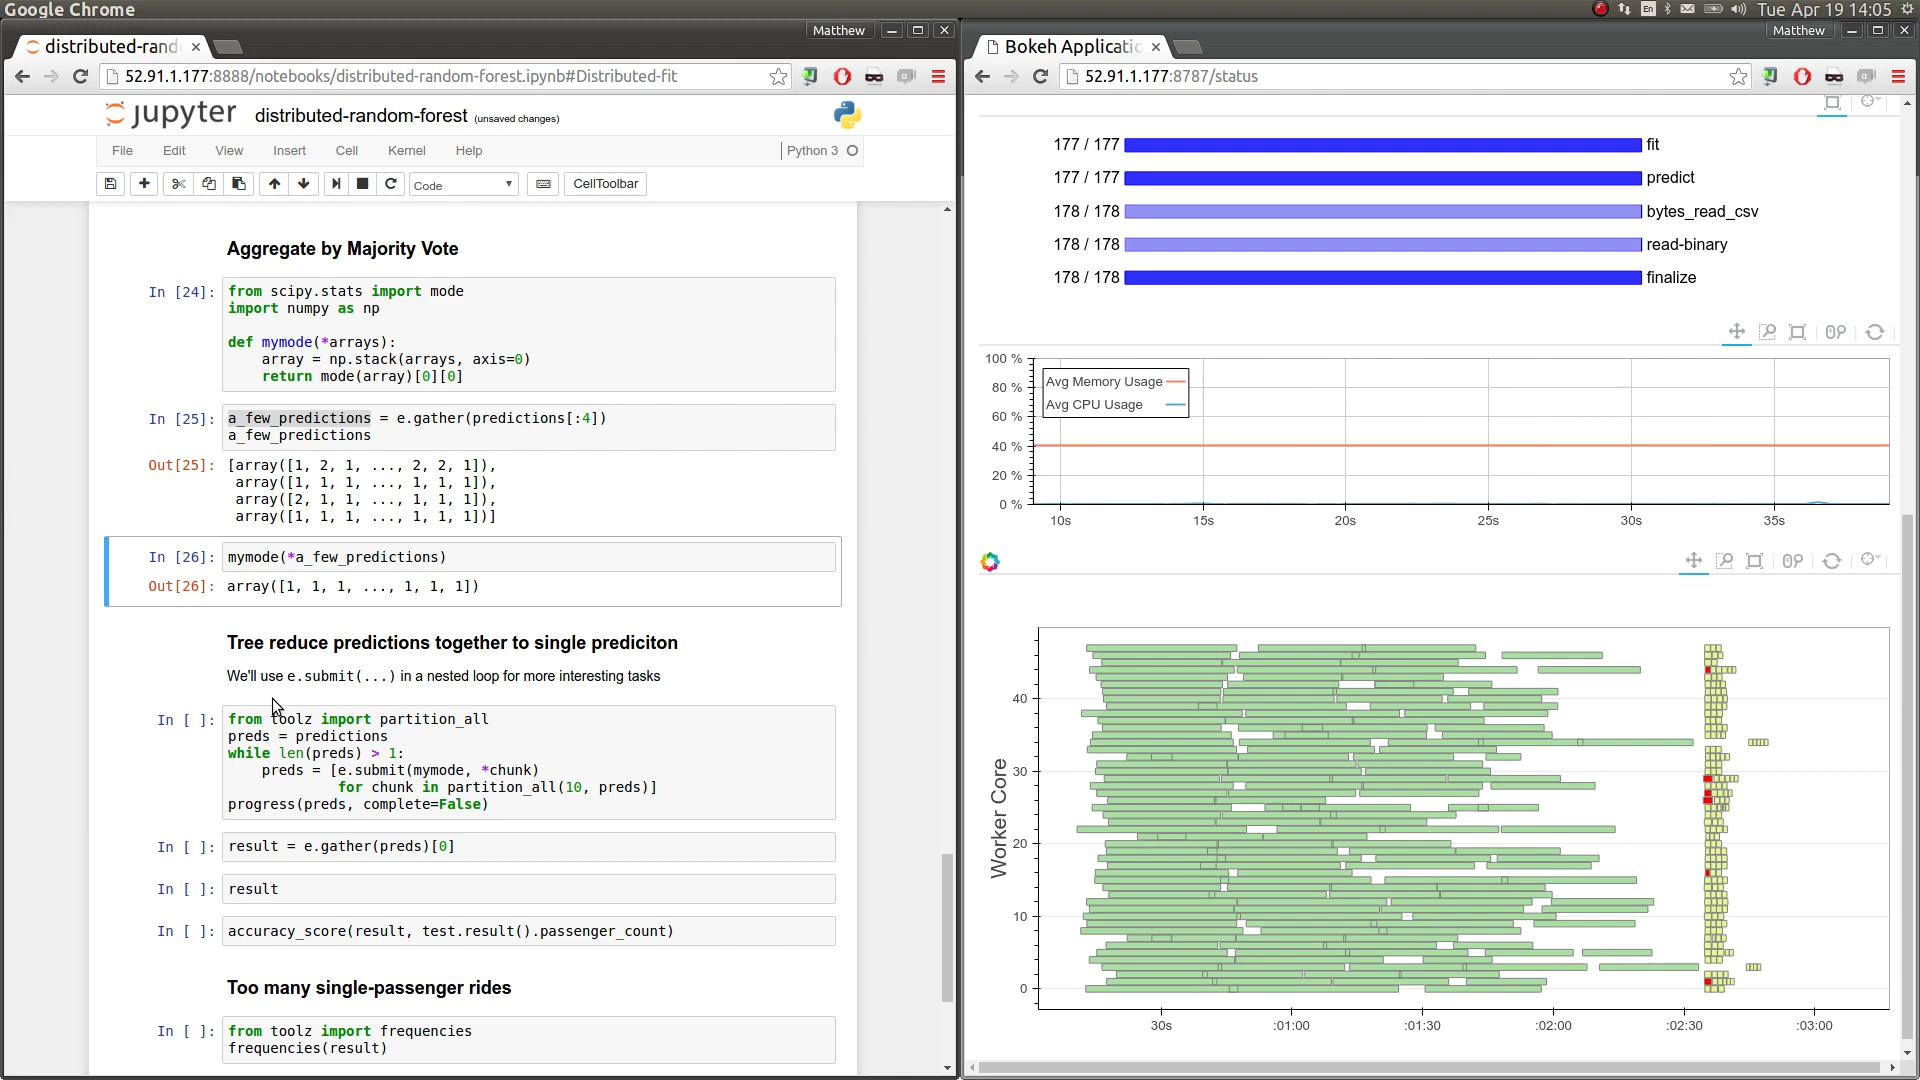 Google Chrome
En
Tue Apr 19 14:05
Matthew
distributed-rand
52.91.1.177:8888/notebooks/distributed-random-forest.ipynb#Distributed-fit
jupyter distributed-random-forest (unsaved changes)
File Edit View Insert Cell Kernel Help
Python 3
Code
CellToolbar
Aggregate by Majority Vote
In [24]: from scipy.stats import mode
import numpy as np
def mymode(*arrays):
array = np.stack(arrays, axis=0)
return mode(array)[0][0]
In [25]: a_few_predictions = e.gather(predictions[:4])
a_few_predictions
Out[25]: [array([1, 2, 1, ..., 2, 2, 1]),
array([1, 1, 1, ..., 1, 1, 1]),
array([2, 1, 1, ..., 1, 1, 1]),
array([1, 1, 1, ..., 1, 1, 1])]
In [26]: mymode(*a_few_predictions)
Out[26]: array([1, 1, 1, ..., 1, 1, 1])
Tree reduce predictions together to single prediciton
We'll use e.submit(...) in a nested loop for more interesting tasks
In [ ]: from toolz import partition_all
preds = predictions
while len(preds) > 1:
preds = [e.submit(mymode, *chunk)
for chunk in partition_all(10, preds)]
progress(preds, complete=False)
In [ ]: result = e.gather(preds)[0]
In [ ]: result
In [ ]: accuracy_score(result, test.result().passenger_count)
Too many single-passenger rides
In [ ]: from toolz import frequencies
frequencies(result)
Matthew
Bokeh Applicatio
52.91.1.177:8787/status
177 / 177 fit
177 / 177 predict
178 / 178 bytes_read_csv
178 / 178 read-binary
178 / 178 finalize
100 %
80 %
60 %
40 %
20 %
0 %
Avg Memory Usage
Avg CPU Usage
10s 15s 20s 25s 30s 35s
Worker Core
40
30
20
10
0
30s :01:00 :01:30 :02:00 :02:30 :03:00